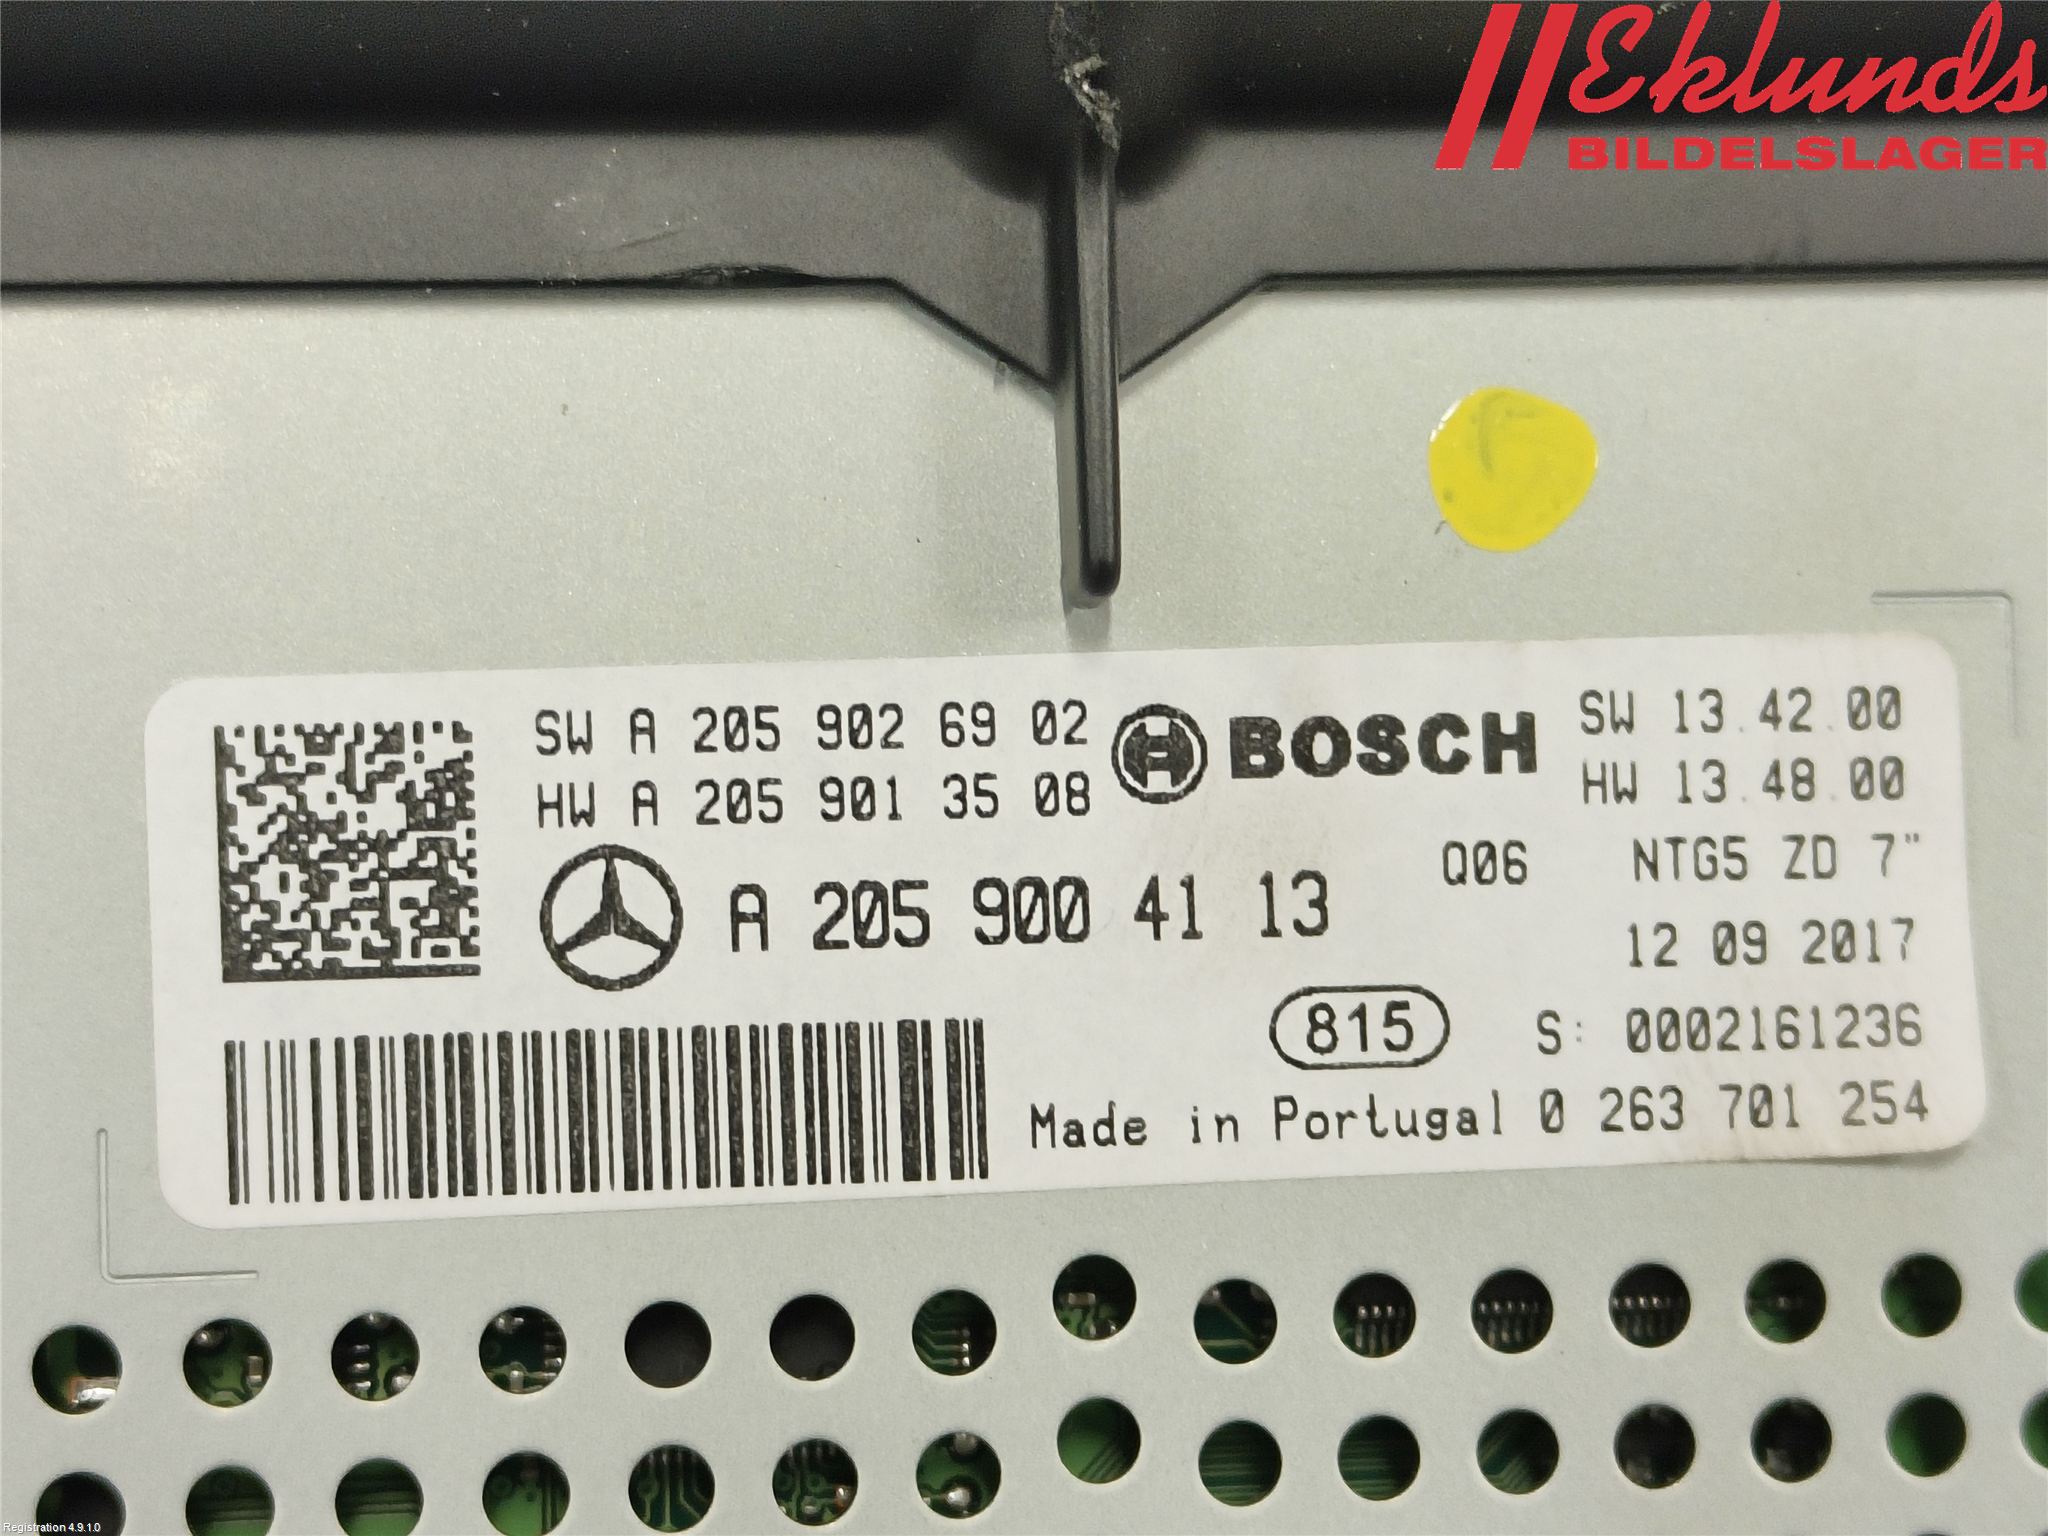 Eklunds
BILDELSLAGER
SW A 205 902 69 02
HW A 205 901 35 08
BOSCH
SW 13.42.00
HW 13.48.00
Q06 NTG5 ZD 7"
A 205 900 41 13
12 09 2017
815
S: 0002161236
Made in Portugal 0 263 701 254
Registration 4.9.1.0